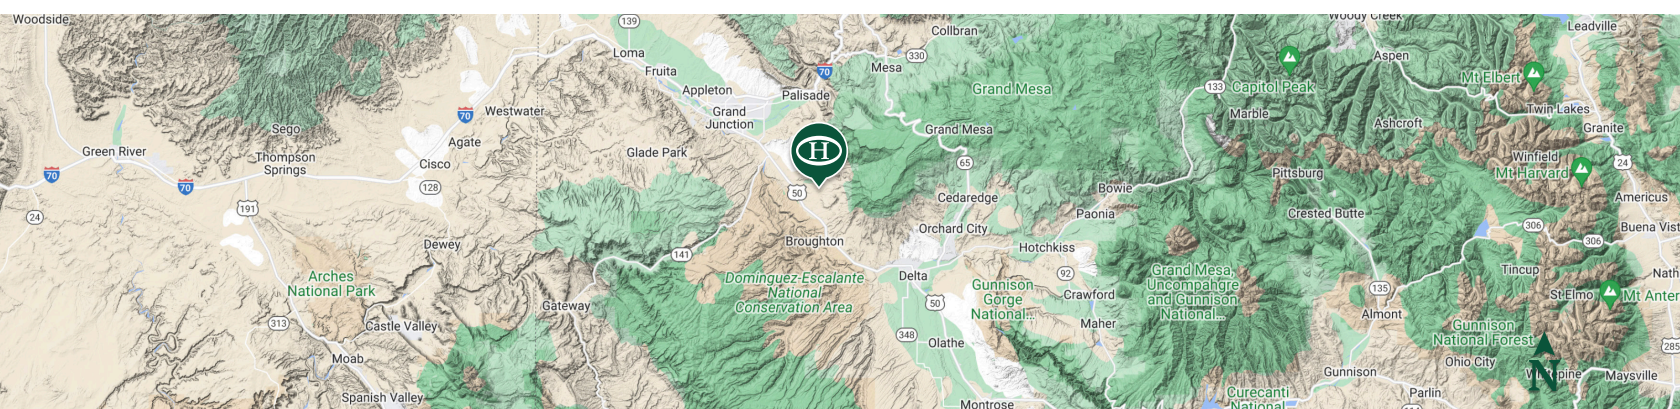 Woodside
139
Woody Creek
Leadville
Collbran
Loma
330
Aspen
Mesa
Fruita
70
Mt Elbert
Capitol Peak
133
Appleton
Palisade
Grand Mesa
Twin Lakes
Westwater
70
Grand
Junction
Marble
Ashcroft
Sego
H
Grand Mesa
Granite
Agate
Green River
Glade Park
Thompson
Springs
Cisco
65
Winfield
24
Mt Harvard
Pittsburg
70
70
128
50
Bowie
Cedaredge
Americus
191
24
Paonia
Crested Butte
Orchard City
306
Buena Vist
Dewey
Broughton
Hotchkiss
306
141
Delta
92
Tincup
Nath
Arches
National Park
Dominguez-Escalante
National
Conservation Area
Gunnison
Gorge
National...
Grand Mesa,
Uncompahgre
and Gunnison
National...
135
Crawford
St Elmo
Mt Anter
Gateway
50
Almont
313
Castle Valley
Maher
Gunnison
National Forest
348
Olathe
285
Moab
Ohio City
Gunnison
N
Maysville
Spanish Valley
Curecanti
National
Parlin
Montrose